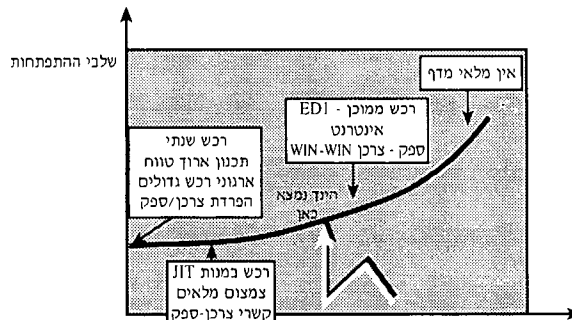 שלבי ההתפתחות
אין מלאי מדף
רכש ממוכן - EDI
אינטרנט
ספק - צרכן WIN-WIN
רכש שנתי
תכנון ארוך טווח
ארגוני רכש גדולים
הפרדת צרכן/ספק
הינך נמצא
כאן
רכש במנות JIT
צמצום מלאים
קשרי צרכן-ספק